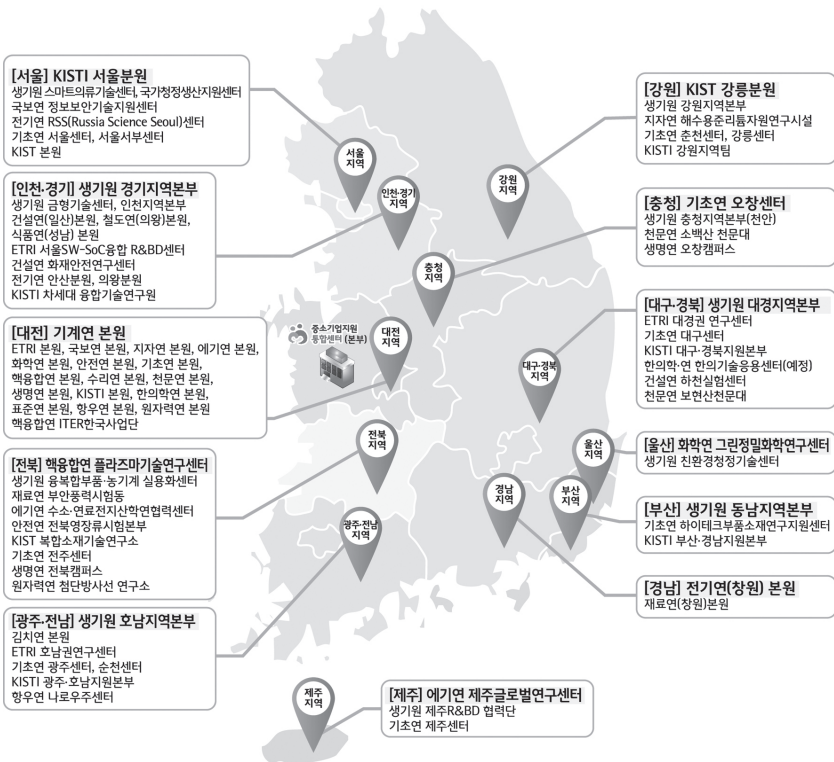 [서울] KISTI 서울분원
생기원 스마트의류기술센터, 국가청정생산지원센터
국보연 정보보안기술지원센터
전기연 RSS(Russia Science Seoul)센터
기초연 서울센터, 서울서부센터
KIST 본원
[인천·경기] 생기원 경기지역본부
생기원 금형기술센터, 인천지역본부
건설연(일산)본원, 철도연(의왕)본원,
식품연(성남) 본원
ETRI 서울SW-SoC융합 R&BD센터
건설연 화재안전연구센터
전기연 안산분원, 의왕분원
KISTI 차세대 융합기술연구원
[대전] 기계연 본원
ETRI 본원, 국보연 본원, 지자연 본원, 에기연 본원,
화학연 본원, 안전연 본원, 기초연 본원,
핵융합연 본원, 수리연 본원, 천문연 본원,
생명연 본원, KISTI 본원, 한의학연 본원,
표준연 본원, 항우연 본원, 원자력연 본원
핵융합연 ITER한국사업단
[전북] 핵융합연 플라즈마기술연구센터
생기원 융복합부품·농기계 실용화센터
재료연 부안풍력시험동
에기연 수소·연료전지산학연협력센터
안전연 전북영장류시험본부
KIST 복합소재기술연구소
기초연 전주센터
생명연 전북캠퍼스
원자력연 첨단방사선 연구소
[광주·전남] 생기원 호남지역본부
김치연 본원
ETRI 호남권연구센터
기초연 광주센터, 순천센터
KISTI 광주·호남지원본부
항우연 나로우주센터
서울
지역
인천·경기
지역
강원
지역
충청
지역
중소기업지원
통합센터 (본부)
대전
지역
대구·경북
지역
전북
지역
울산
지역
경남
지역
부산
지역
광주·전남
지역
제주
지역
[강원] KIST 강릉분원
생기원 강원지역본부
지자연 해수용존리튬자원연구시설
기초연 춘천센터, 강릉센터
KISTI 강원지역팀
[충청] 기초연 오창센터
생기원 충청지역본부(천안)
천문연 소백산 천문대
생명연 오창캠퍼스
[대구·경북] 생기원 대경지역본부
ETRI 대경권 연구센터
기초연 대구센터
KISTI 대구·경북지원본부
한의학·연 한의기술응용센터(예정)
건설연 하천실험센터
천문연 보현산천문대
[울산] 화학연 그린정밀화학연구센터
생기원 친환경청정기술센터
[부산] 생기원 동남지역본부
기초연 하이테크부품소재연구지원센터
KISTI 부산·경남지원본부
[경남] 전기연(창원) 본원
재료연(창원)본원
[제주] 에기연 제주글로벌연구센터
생기원 제주R&BD 협력단
기초연 제주센터